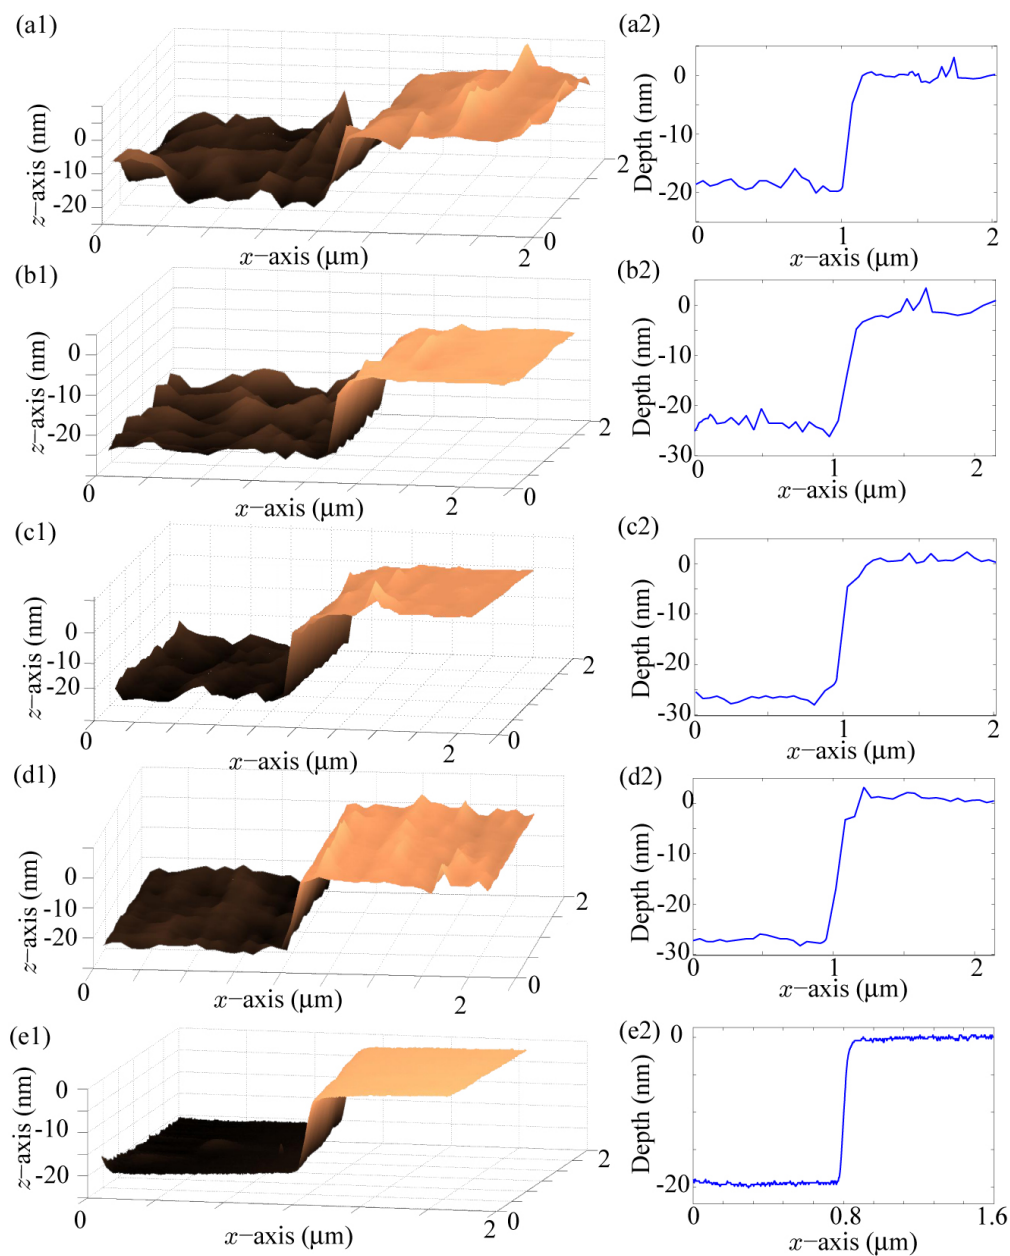 (a1)
z−axis (nm)
0
-10
-20
0
x−axis (μm)
2
0
2
(a2)
Depth (nm)
0
-10
-20
0
1
2
x−axis (μm)
(b1)
z−axis (nm)
0
-10
-20
0
x−axis (μm)
2
0
2
(b2)
Depth (nm)
0
-10
-20
-30
0
1
2
x−axis (μm)
(c1)
z−axis (nm)
0
-10
-20
0
x−axis (μm)
2
0
2
(c2)
Depth (nm)
0
-10
-20
-30
0
1
2
x−axis (μm)
(d1)
z−axis (nm)
0
-10
-20
0
x−axis (μm)
2
0
2
(d2)
Depth (nm)
0
-10
-20
-30
0
1
2
x−axis (μm)
(e1)
z−axis (nm)
0
-10
-20
0
x−axis (μm)
2
0
2
(e2)
Depth (nm)
0
-20
0
0.8
1.6
x−axis (μm)